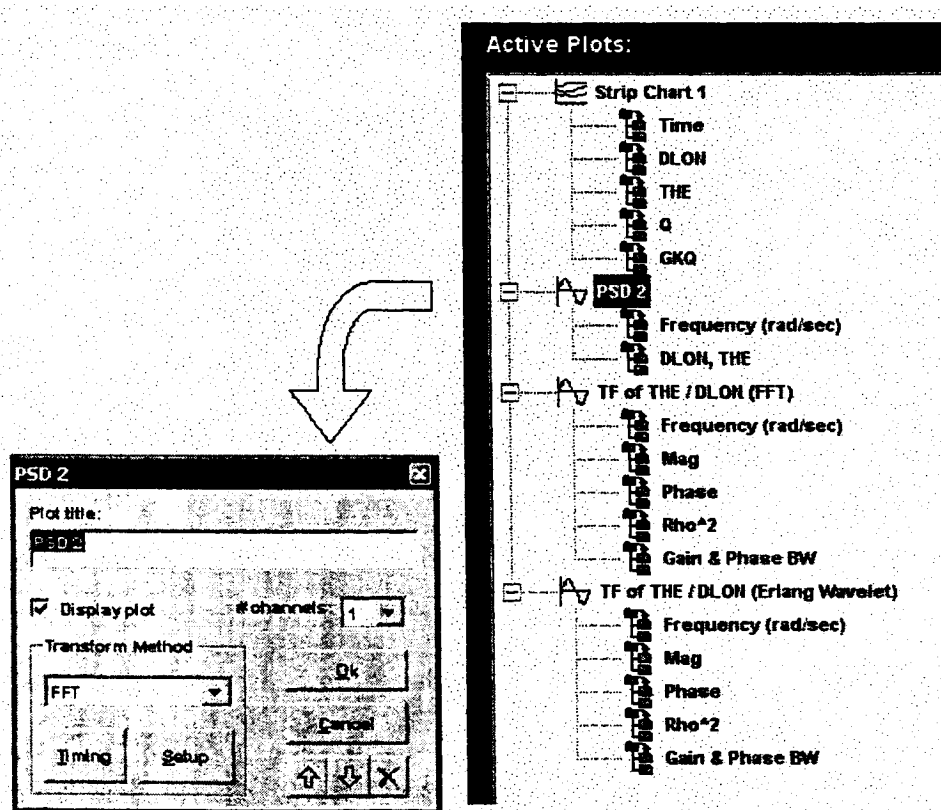 Active Plots:
Strip Chart 1
Time
DLON
THE
Q
GKQ
PSD 2
Frequency (rad/sec)
DLON, THE
TF of THE / DLON (FFT)
Frequency (rad/sec)
Mag
Phase
Rho^2
Gain & Phase BW
TF of THE / DLON (Erlang Wavelet)
Frequency (rad/sec)
Mag
Phase
Rho^2
Gain & Phase BW
PSD 2
Plot title:
PSD 2
Display plot
# channels: 1
Transform Method
FFT
Ok
Cancel
Timing
Setup